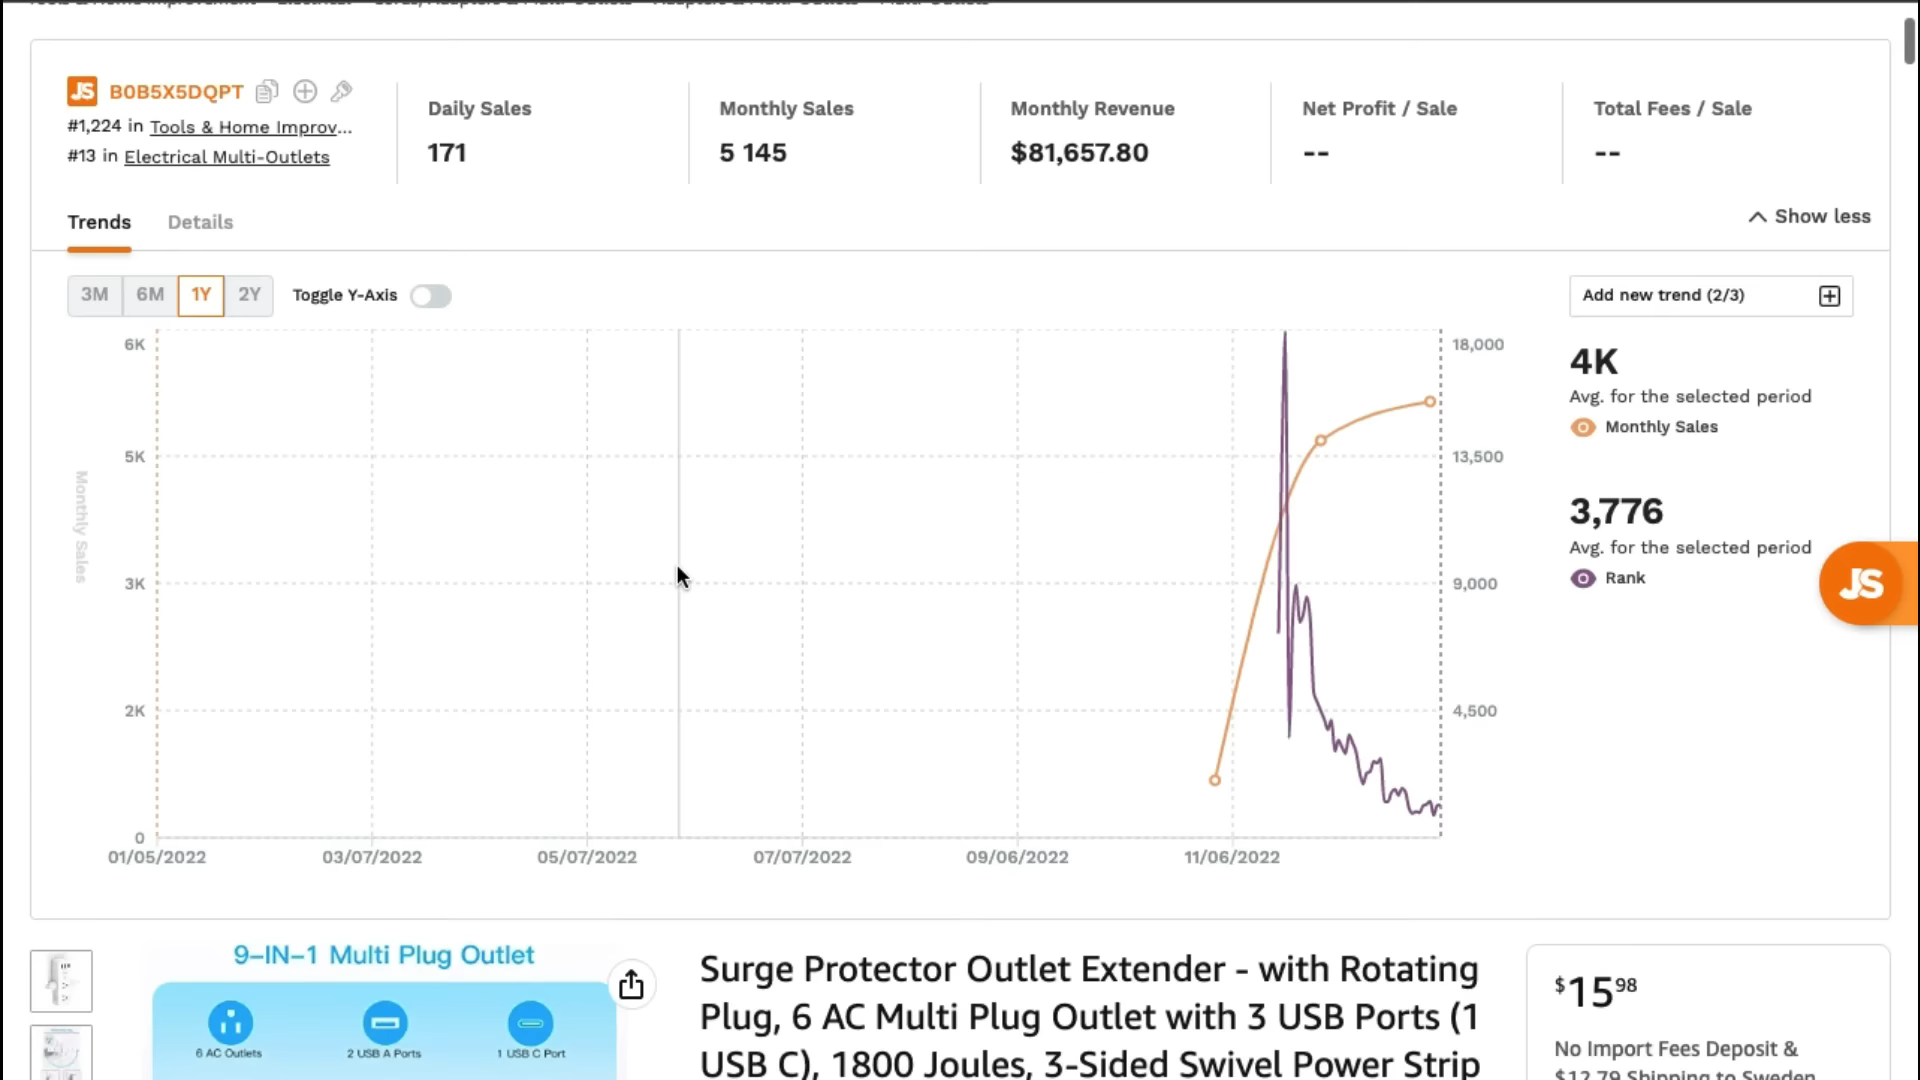 JS B0B5X5DQPT
#1,224 in Tools & Home Improv...
#13 in Electrical Multi-Outlets
Daily Sales
171
Monthly Sales
5 145
Monthly Revenue
$81,657.80
Net Profit / Sale
--
Total Fees / Sale
--
Trends Details
Show less
3M 6M 1Y 2Y Toggle Y-Axis
Add new trend (2/3)
6K
5K
3K
2K
0
Monthly Sales
18,000
13,500
9,000
4,500
01/05/2022 03/07/2022 05/07/2022 07/07/2022 09/06/2022 11/06/2022
4K
Avg. for the selected period
Monthly Sales
3,776
Avg. for the selected period
Rank
JS
9-IN-1 Multi Plug Outlet
6 AC Outlets 2 USB A Ports 1 USB C Port
Surge Protector Outlet Extender - with Rotating
Plug, 6 AC Multi Plug Outlet with 3 USB Ports (1
USB C), 1800 Joules, 3-Sided Swivel Power Strip
$15 98
No Import Fees Deposit &
$12.79 Shipping to Sweden